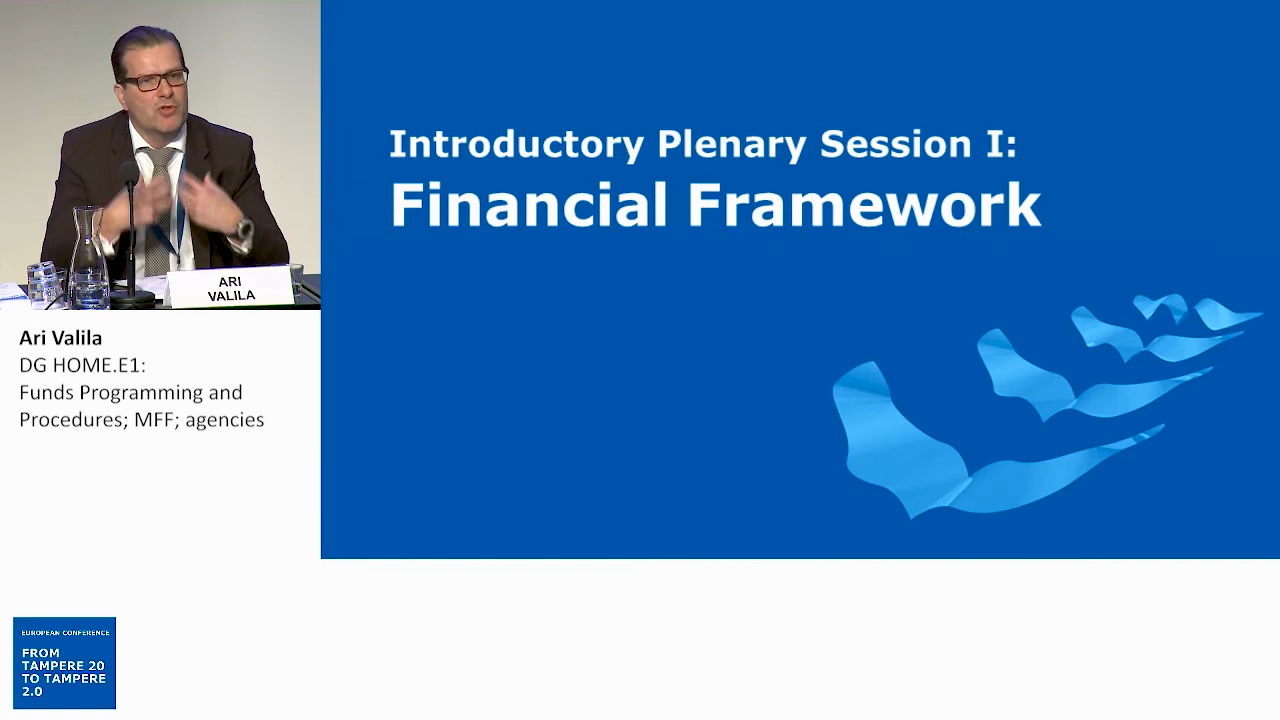 Introductory Plenary Session I:
Financial Framework
ARI
VALILA
Ari Valila
DG HOME.E1:
Funds Programming and
Procedures; MFF; agencies
EUROPEAN CONFERENCE
FROM
TAMPERE 20
TO TAMPERE
2.0